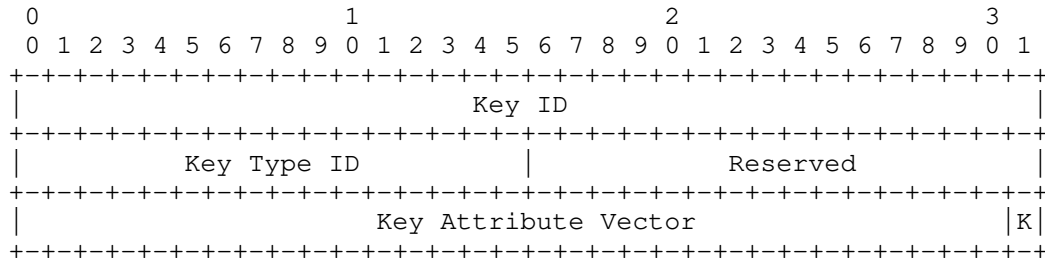 0                   1                   2                   3
 0 1 2 3 4 5 6 7 8 9 0 1 2 3 4 5 6 7 8 9 0 1 2 3 4 5 6 7 8 9 0 1
+-+-+-+-+-+-+-+-+-+-+-+-+-+-+-+-+-+-+-+-+-+-+-+-+-+-+-+-+-+-+-+-+
|                            Key ID                             |
+-+-+-+-+-+-+-+-+-+-+-+-+-+-+-+-+-+-+-+-+-+-+-+-+-+-+-+-+-+-+-+-+
|          Key Type ID          |            Reserved           |
+-+-+-+-+-+-+-+-+-+-+-+-+-+-+-+-+-+-+-+-+-+-+-+-+-+-+-+-+-+-+-+-+
|                      Key Attribute Vector                   |K|
+-+-+-+-+-+-+-+-+-+-+-+-+-+-+-+-+-+-+-+-+-+-+-+-+-+-+-+-+-+-+-+-+